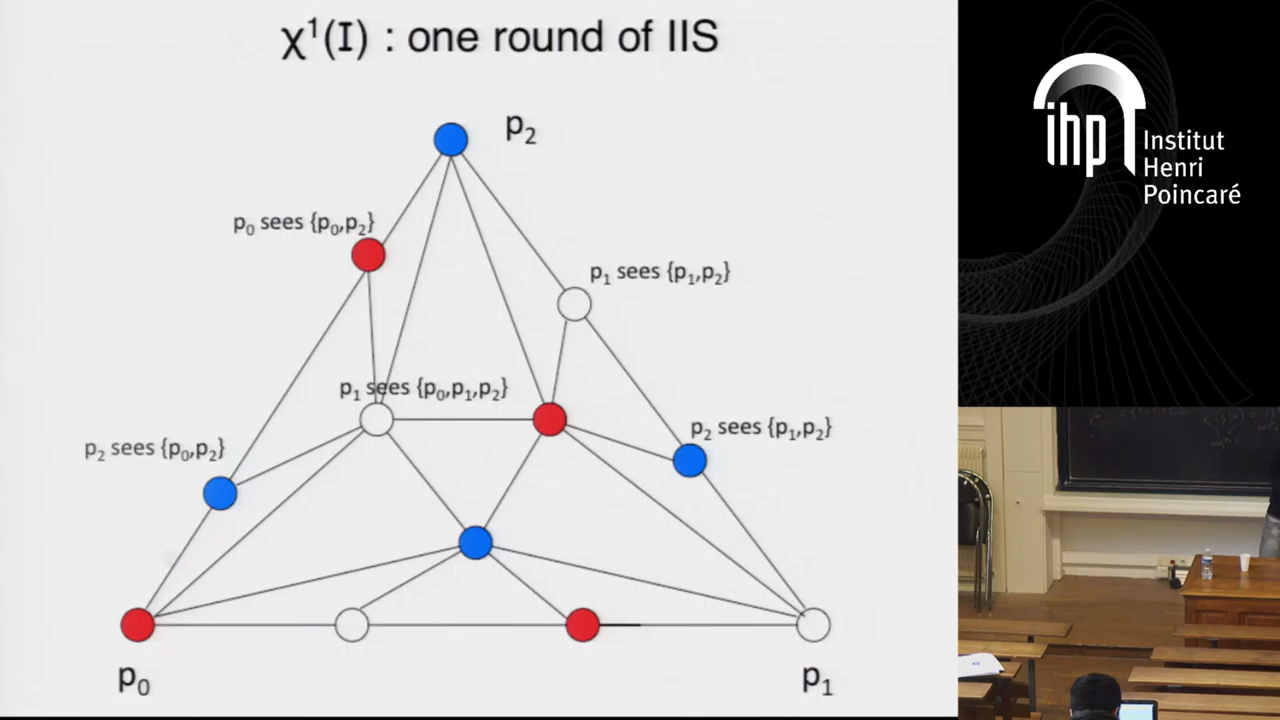 χ¹(I) : one round of IIS
p₂
p₀ sees {p₀,p₂}
p₁ sees {p₁,p₂}
p₁ sees {p₀,p₁,p₂}
p₂ sees {p₁,p₂}
p₂ sees {p₀,p₂}
p₀
p₁
ihp
Institut
Henri
Poincaré